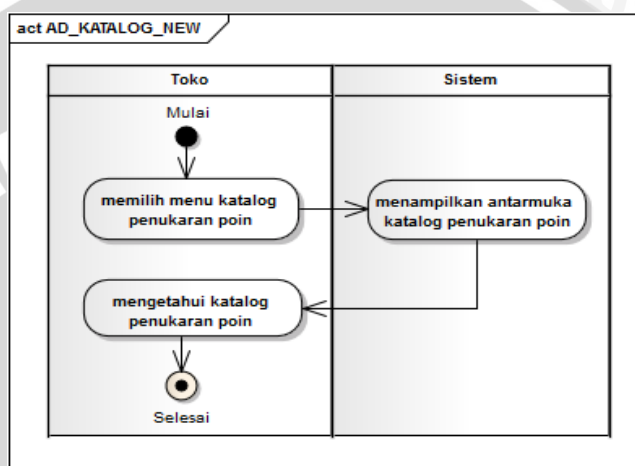 act AD_KATALOG_NEW
Toko
Sistem
Mulai
memilih menu katalog
penukaran poin
menampilkan antarmuka
katalog penukaran poin
mengetahui katalog
penukaran poin
Selesai